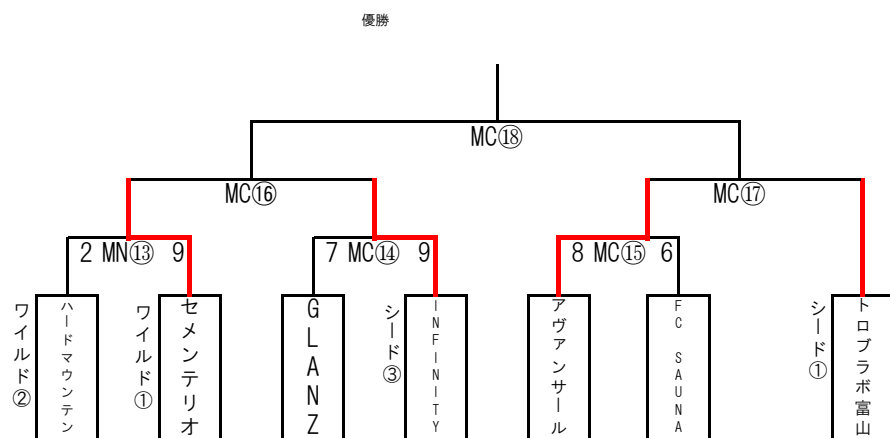 優勝
MC⑱
MC⑯
MC⑰
2 MN⑬ 9
7 MC⑭ 9
8 MC⑮ 6
ワイルド②
ハードマウンテン
ワイルド①
セメンテリオ
GLANZ
シード③
INFINITY
アヴァンサール
FC SAUNA
シード①
トロブラボ富山